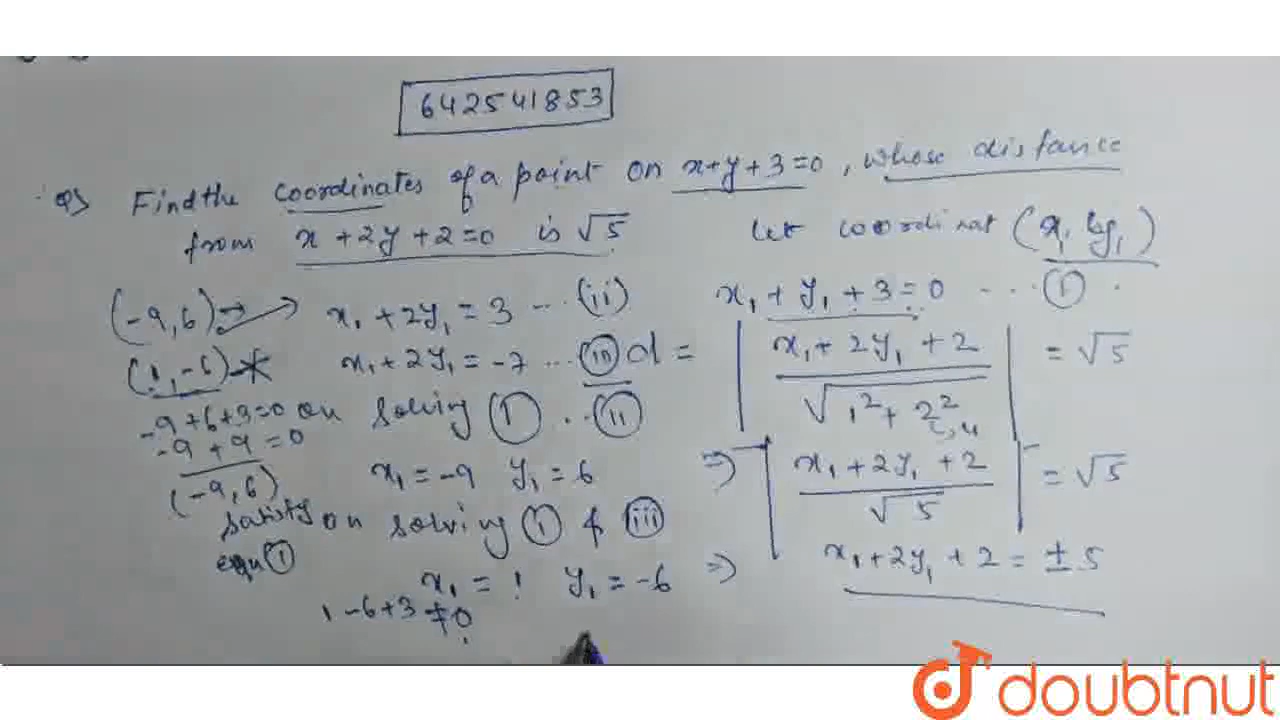 642541853
Q) Find the coordinates of a point on x+y+3=0, whose distance
from x+2y+2=0 is √5
let coordinat (x₁, y₁)
x₁+y₁+3=0 ... (i)
d = |x₁+2y₁+2 / √1²+2²| = √5
4
⇒ |x₁+2y₁+2 / √5| = √5
⇒ x₁+2y₁+2 = ±5
(-9,6) → x₁+2y₁ = 3 ... (ii)
(1,-6) x₁+2y₁ = -7 ... (iii)
on solving (i) .. (ii)
x₁ = -9 y₁ = 6
-9+6+3=0
-9+9=0
(-9,6)
satisfy
equ (i)
on solving (i) & (iii)
x₁ = 1 y₁ = -6
1-6+3 ≠0
doubtnut